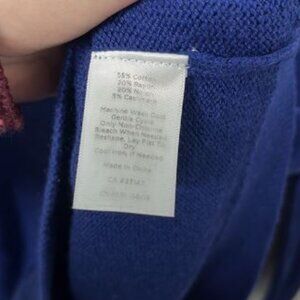 55% Cotton
20% Rayon
20% Nylon
5% Cashmere
Machine Wash Cold
Gentle Cycle
Only Non-Chlorine
Bleach When Needed
Reshape, Lay Flat to
Dry
Cool Iron if Needed
Made in China